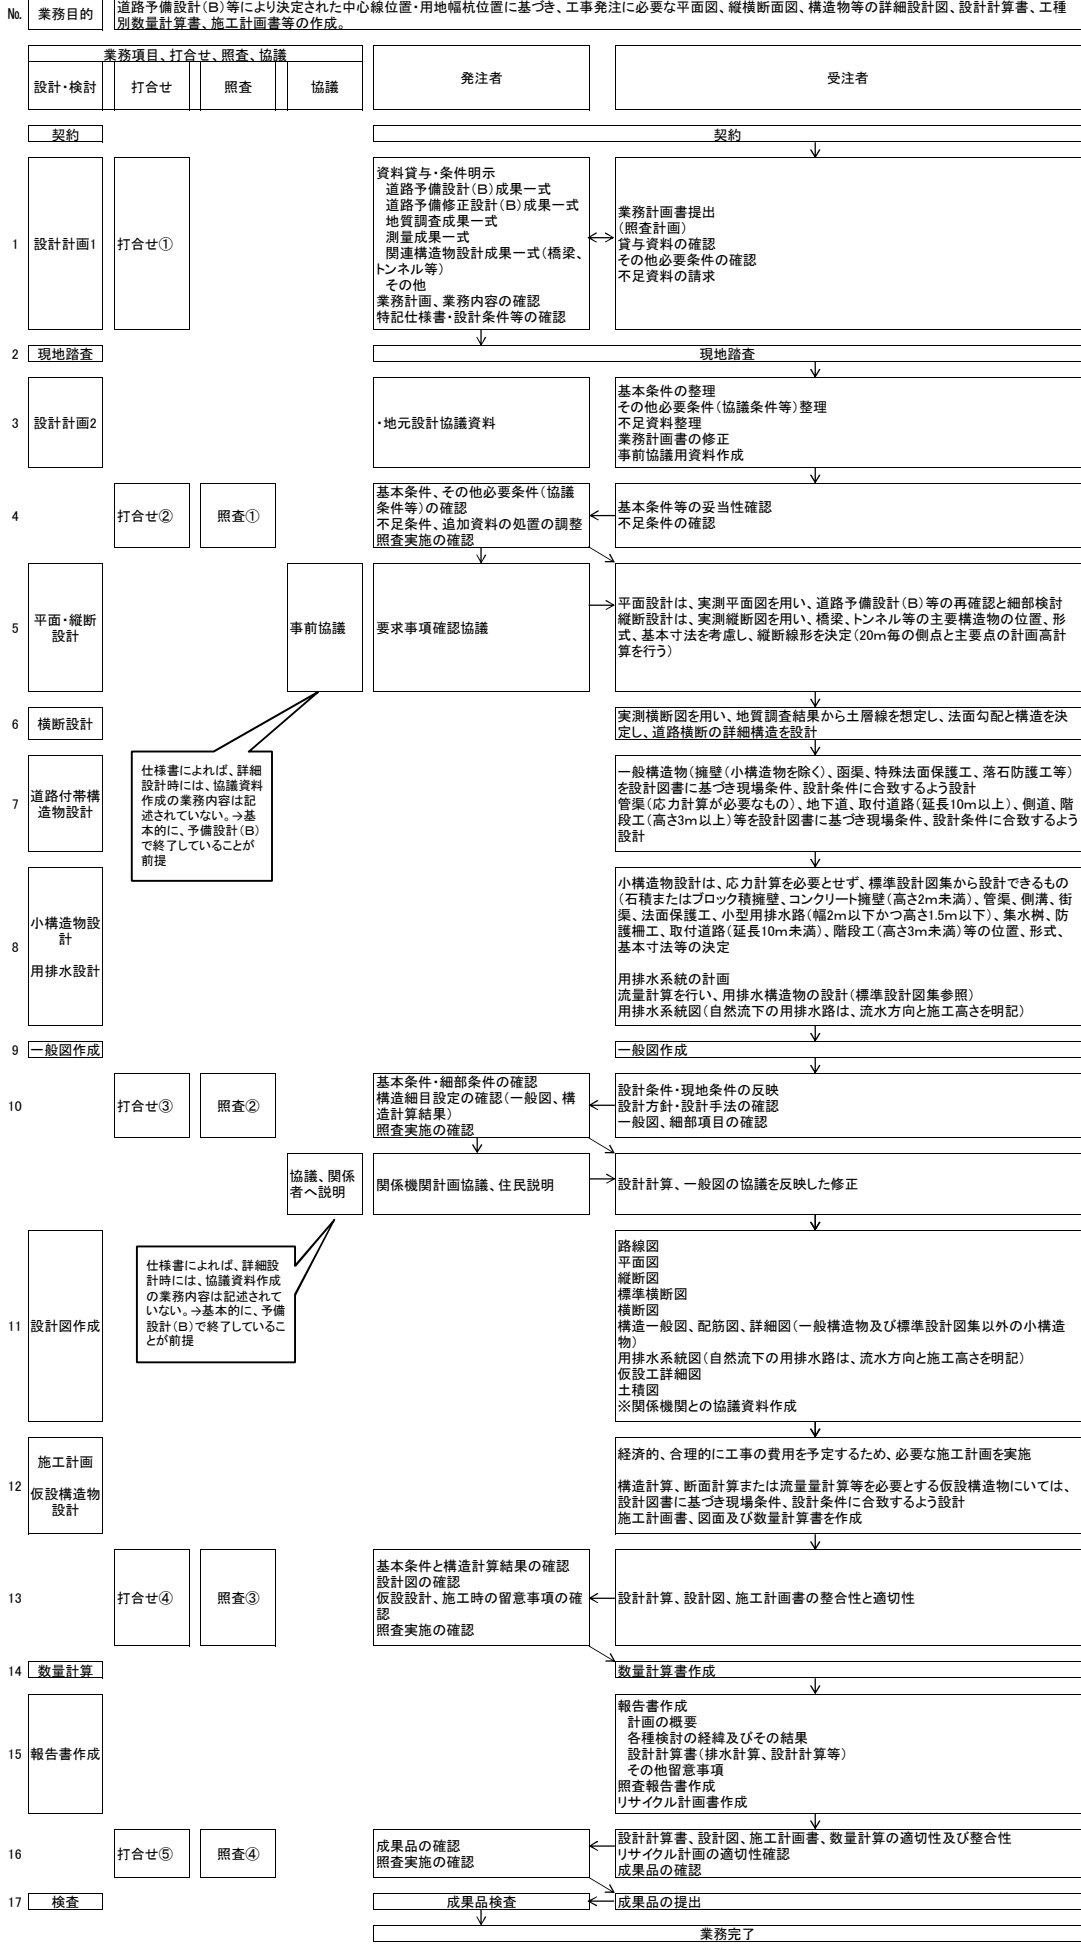 No. 業務目的 道路予備設計(B)等により決定された中心線位置・用地幅杭位置に基づき、工事発注に必要な平面図、縦横断面図、構造物等の詳細設計図、設計計算書、工種
別数量計算書、施工計画書等の作成。
業務項目、打合せ、照査、協議
設計・検討 打合せ 照査 協議 発注者 受注者
契約 契約
1 設計計画1 打合せ①
資料貸与・条件明示
道路予備設計(B)成果一式
道路予備修正設計(B)成果一式
地質調査成果一式
測量成果一式
関連構造物設計成果一式(橋梁、
トンネル等)
その他
業務計画、業務内容の確認
特記仕様書・設計条件等の確認
業務計画書提出
(照査計画)
貸与資料の確認
その他必要条件の確認
不足資料の請求
2 現地踏査 現地踏査
3 設計計画2 ・地元設計協議資料
基本条件の整理
その他必要条件(協議条件等)整理
不足資料整理
業務計画書の修正
事前協議用資料作成
4 打合せ② 照査①
基本条件、その他必要条件(協議
条件等)の確認
不足条件、追加資料の処置の調整
照査実施の確認
基本条件等の妥当性確認
不足条件の確認
5 平面・縦断
設計
事前協議 要求事項確認協議
平面設計は、実測平面図を用い、道路予備設計(B)等の再確認と細部検討
縦断設計は、実測縦断図を用い、橋梁、トンネル等の主要構造物の位置、形
式、基本寸法を考慮し、縦断線形を決定(20m毎の側点と主要点の計画高計
算を行う)
6 横断設計
実測横断図を用い、地質調査結果から土層線を想定し、法面勾配と構造を決
定し、道路横断の詳細構造を設計
仕様書によれば、詳細
設計時には、協議資料
作成の業務内容は記
述されていない。→基
本的に、予備設計(B)
で終了していることが
前提
7 道路付帯構
造物設計
一般構造物(擁壁(小構造物を除く)、函渠、特殊法面保護工、落石防護工等)
を設計図書に基づき現場条件、設計条件に合致するよう設計
管渠(応力計算が必要なもの)、地下道、取付道路(延長10m以上)、側道、階
段工(高さ3m以上)等を設計図書に基づき現場条件、設計条件に合致するよう
設計
8 小構造物設
計
用排水設計
小構造物設計は、応力計算を必要とせず、標準設計図集から設計できるもの
(石積またはブロック積擁壁、コンクリート擁壁(高さ2m未満)、管渠、側溝、街
渠、法面保護工、小型用排水路(幅2m以下かつ高さ1.5m以下)、集水桝、防
護柵工、取付道路(延長10m未満)、階段工(高さ3m未満)等の位置、形式、
基本寸法等の決定
用排水系統の計画
流量計算を行い、用排水構造物の設計(標準設計図集参照)
用排水系統図(自然流下の用排水路は、流水方向と施工高さを明記)
9 一般図作成 一般図作成
10 打合せ③ 照査②
基本条件・細部条件の確認
構造細目設定の確認(一般図、構
造計算結果)
照査実施の確認
設計条件・現地条件の反映
設計方針・設計手法の確認
一般図、細部項目の確認
協議、関係
者へ説明
関係機関計画協議、住民説明 設計計算、一般図の協議を反映した修正
仕様書によれば、詳細設
計時には、協議資料作成
の業務内容は記述されて
いない。→基本的に、予備
設計(B)で終了しているこ
とが前提
11 設計図作成
路線図
平面図
縦断図
標準横断図
横断図
構造一般図、配筋図、詳細図(一般構造物及び標準設計図集以外の小構造
物)
用排水系統図(自然流下の用排水路は、流水方向と施工高さを明記)
仮設工詳細図
土積図
※関係機関との協議資料作成
12 施工計画
仮設構造物
設計
経済的、合理的に工事の費用を予定するため、必要な施工計画を実施
構造計算、断面計算または流量量計算等を必要とする仮設構造物にいては、
設計図書に基づき現場条件、設計条件に合致するよう設計
施工計画書、図面及び数量計算書を作成
13 打合せ④ 照査③
基本条件と構造計算結果の確認
設計図の確認
仮設設計、施工時の留意事項の確
認
照査実施の確認
設計計算、設計図、施工計画書の整合性と適切性
14 数量計算 数量計算書作成
15 報告書作成
報告書作成
計画の概要
各種検討の経緯及びその結果
設計計算書(排水計算、設計計算等)
その他留意事項
照査報告書作成
リサイクル計画書作成
16 打合せ⑤ 照査④
成果品の確認
照査実施の確認
設計計算書、設計図、施工計画書、数量計算の適切性及び整合性
リサイクル計画の適切性確認
成果品の確認
17 検査 成果品検査 成果品の提出
業務完了